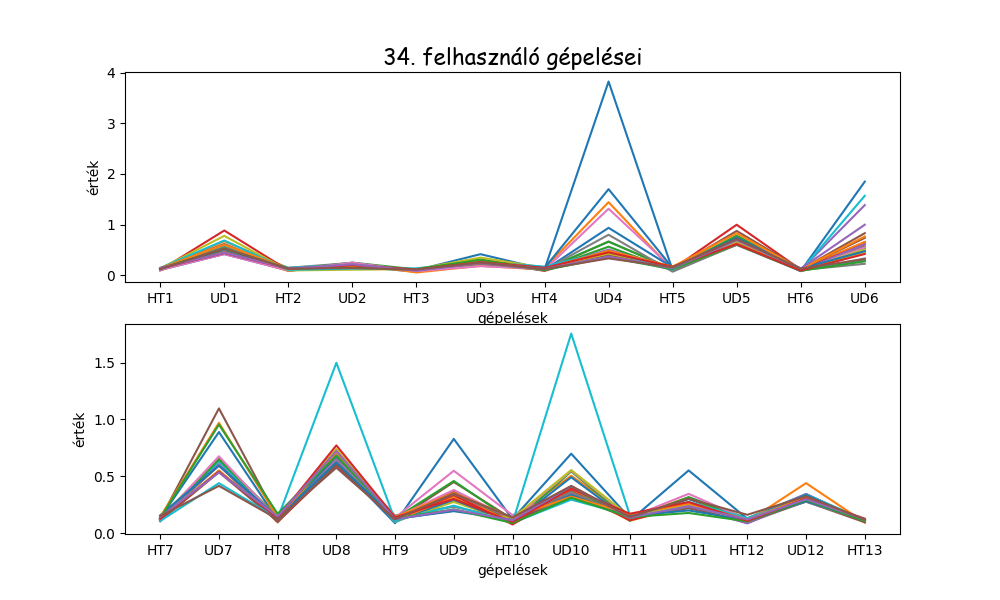 34. felhasználó gépelései
4
3
2
1
0
érték
HT1 UD1 HT2 UD2 HT3 UD3 HT4 UD4 HT5 UD5 HT6 UD6
gépelések
1.5
1.0
0.5
0.0
érték
HT7 UD7 HT8 UD8 HT9 UD9 HT10 UD10 HT11 UD11 HT12 UD12 HT13
gépelések